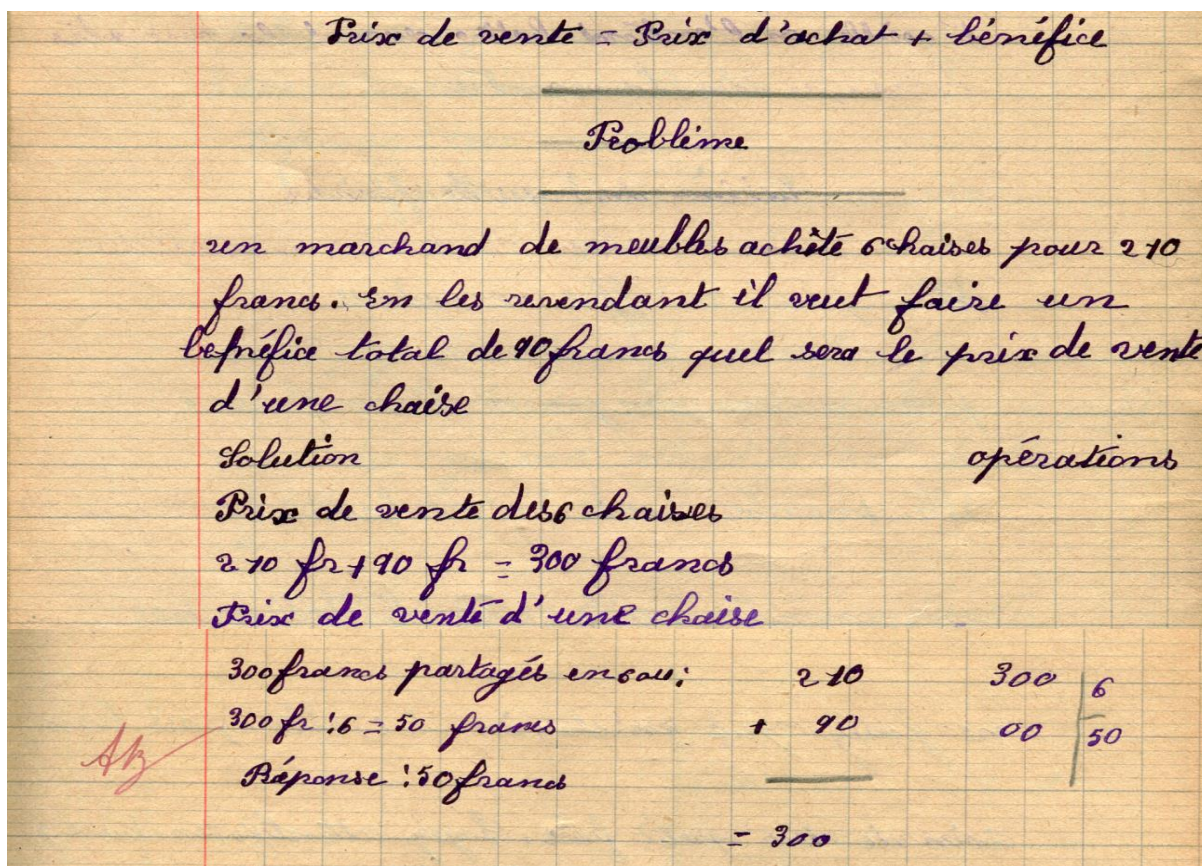 Prix de vente = Prix d'achat + bénéfice
Problème
un marchand de meubles achète 6 chaises pour 210
francs. En les revendant il veut faire un
bénéfice total de 90 francs quel sera le prix de vente
d'une chaise
Solution opérations
Prix de vente des 6 chaises
210 fr + 90 fr = 300 francs
Prix de vente d'une chaise
300 francs partagés en 6 ou : 210 300 6
300 fr : 6 = 50 francs + 90 00 50
Réponse : 50 francs
= 300